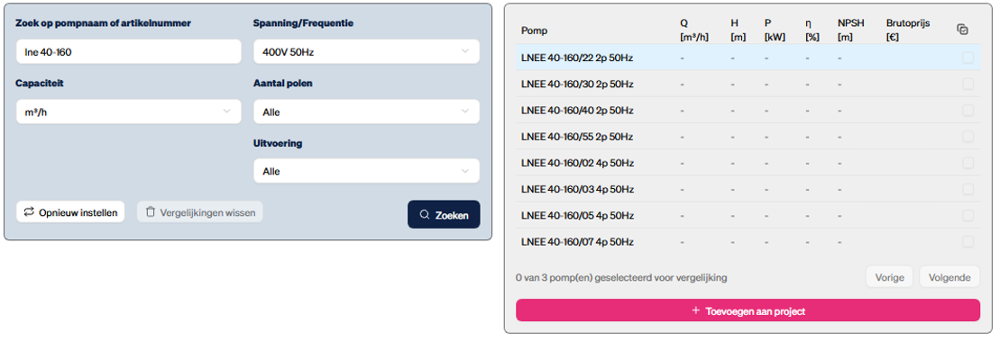 Zoek op pompnaam of artikelnummer
Spanning/Frequentie
lne 40-160
400V 50Hz
Capaciteit
Aantal polen
m³/h
Alle
Uitvoering
Alle
Opnieuw instellen
Vergelijkingen wissen
Zoeken
Pomp Q [m³/h] H [m] P [kW] η [%] NPSH [m] Brutoprijs [€]
LNEE 40-160/22 2p 50Hz - - - - -
LNEE 40-160/30 2p 50Hz - - - - -
LNEE 40-160/40 2p 50Hz - - - - -
LNEE 40-160/55 2p 50Hz - - - - -
LNEE 40-160/02 4p 50Hz - - - - -
LNEE 40-160/03 4p 50Hz - - - - -
LNEE 40-160/05 4p 50Hz - - - - -
LNEE 40-160/07 4p 50Hz - - - - -
0 van 3 pomp(en) geselecteerd voor vergelijking
Vorige
Volgende
+ Toevoegen aan project